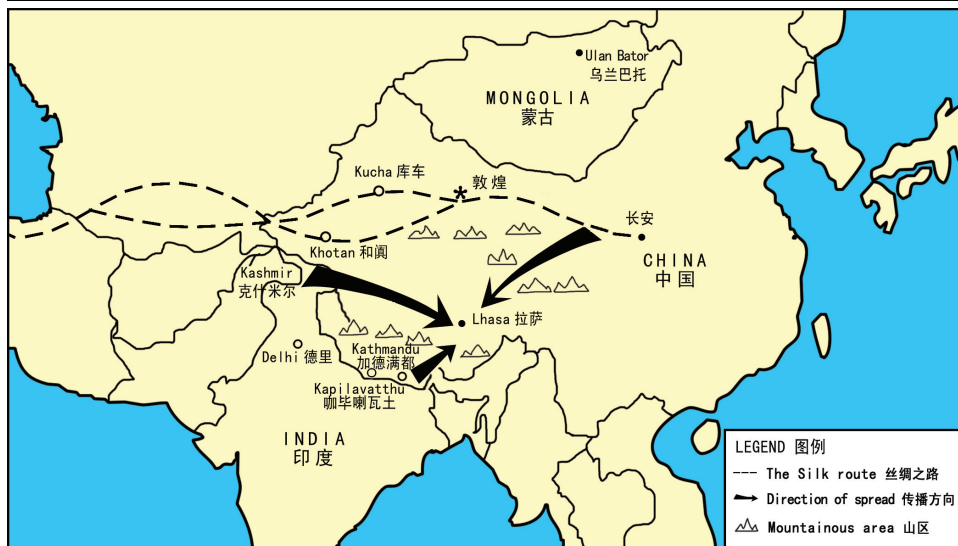 Ulan Bator
乌兰巴托
MONGOLIA
蒙古
Kucha 库车
敦煌
长安
Khotan 和阗
CHINA
中国
Kashmir
克什米尔
Lhasa 拉萨
Delhi 德里
Kathmandu
加德满都
Kapilavatthu
咖毕喇瓦土
INDIA
印度
LEGEND 图例
The Silk route 丝绸之路
Direction of spread 传播方向
Mountainous area 山区